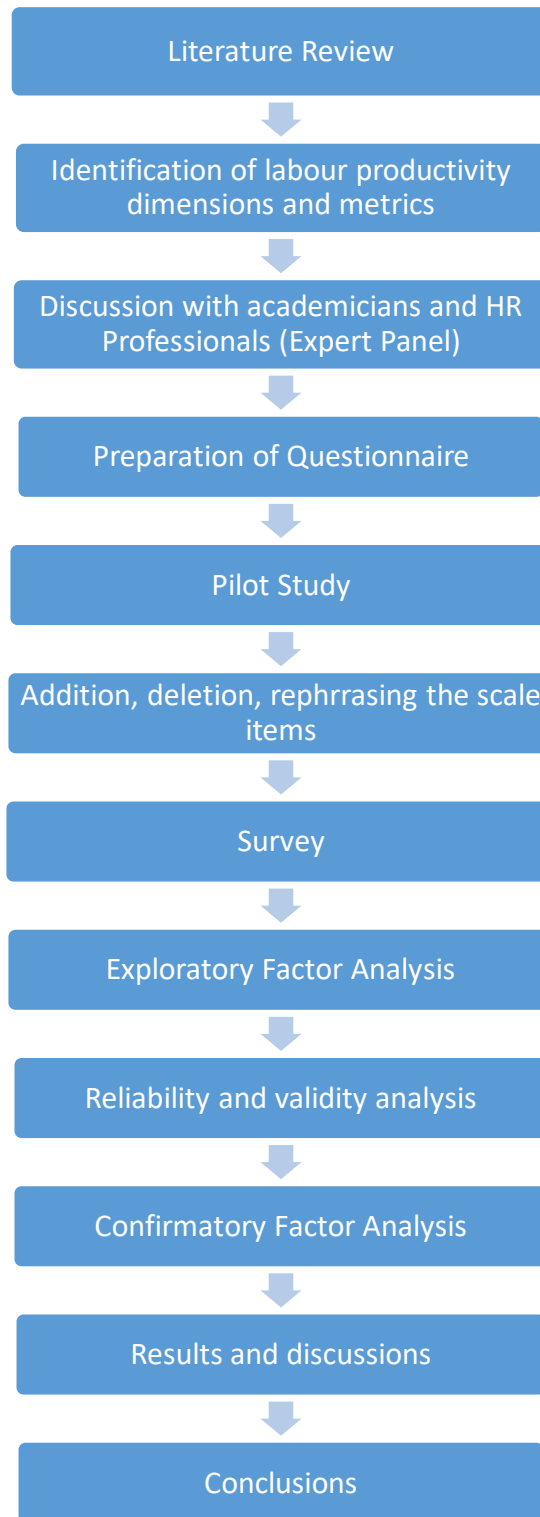 Literature Review
Identification of labour productivity
dimensions and metrics
Discussion with academicians and HR
Professionals (Expert Panel)
Preparation of Questionnaire
Pilot Study
Addition, deletion, rephrrasing the scale
items
Survey
Exploratory Factor Analysis
Reliability and validity analysis
Confirmatory Factor Analysis
Results and discussions
Conclusions